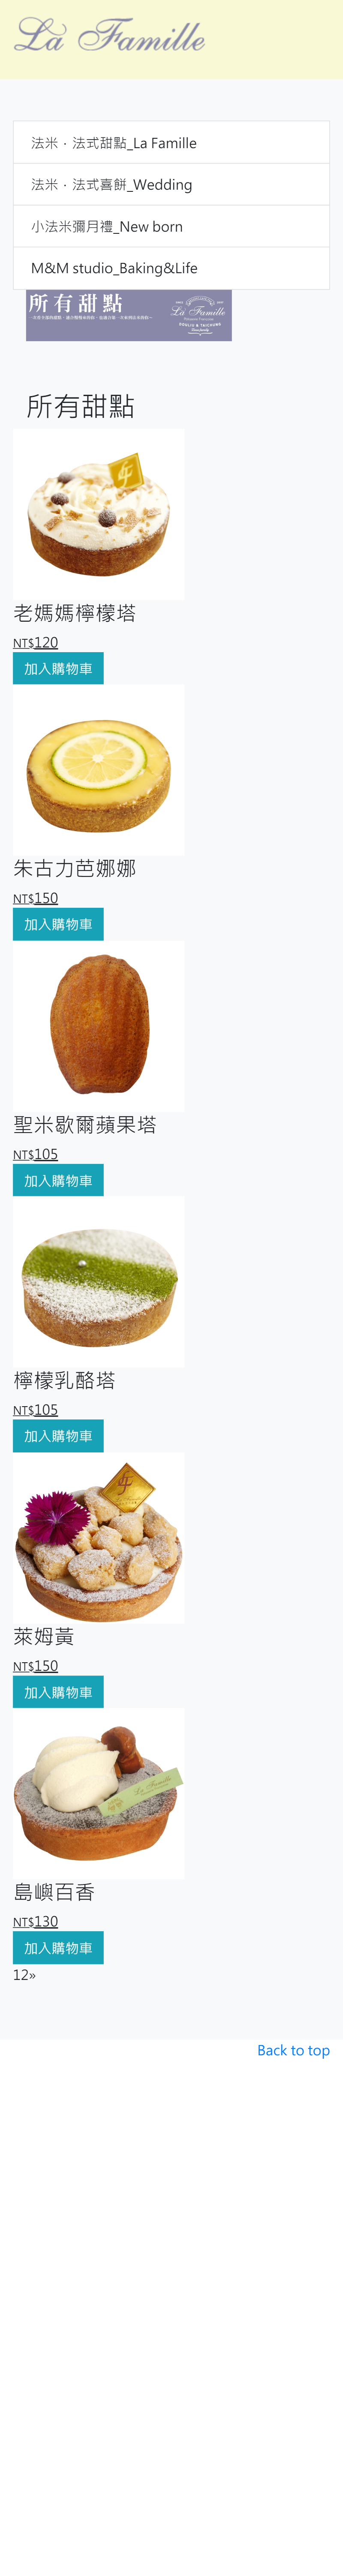 La Famille
法米．法式甜點_La Famille
法米．法式喜餅_Wedding
小法米彌月禮_New born
M&M studio_Baking&Life
所有甜點
La Famille
所有甜點
老媽媽檸檬塔
NT$120
加入購物車
朱古力芭娜娜
NT$150
加入購物車
聖米歇爾蘋果塔
NT$105
加入購物車
檸檬乳酪塔
NT$105
加入購物車
萊姆黃
NT$150
加入購物車
La Famille
島嶼百香
NT$130
加入購物車
12»
Back to top